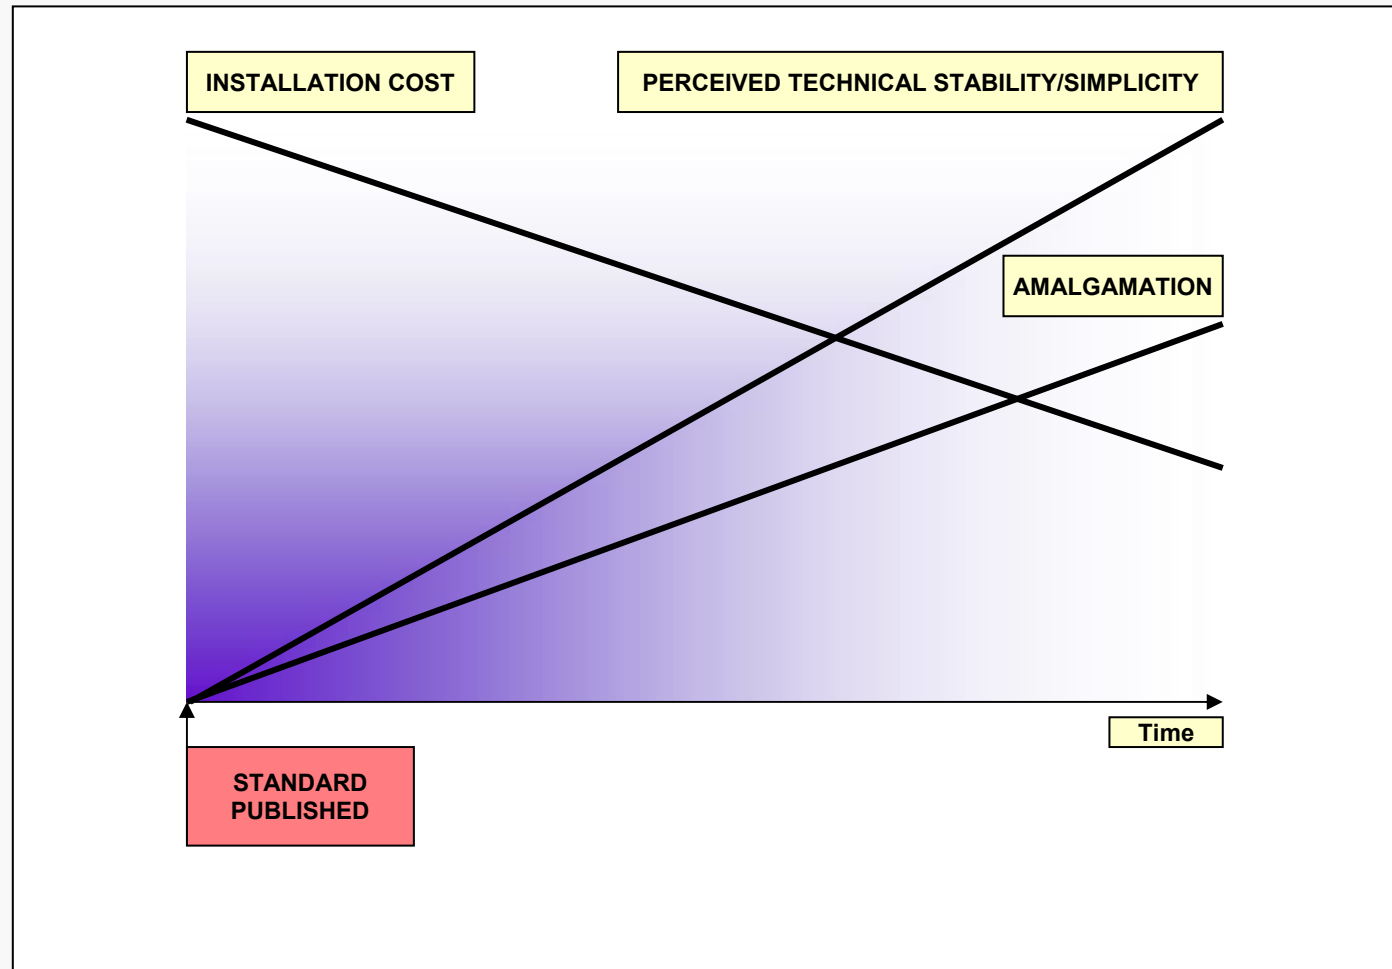 INSTALLATION COST
PERCEIVED TECHNICAL STABILITY/SIMPLICITY
AMALGAMATION
Time
STANDARD
PUBLISHED